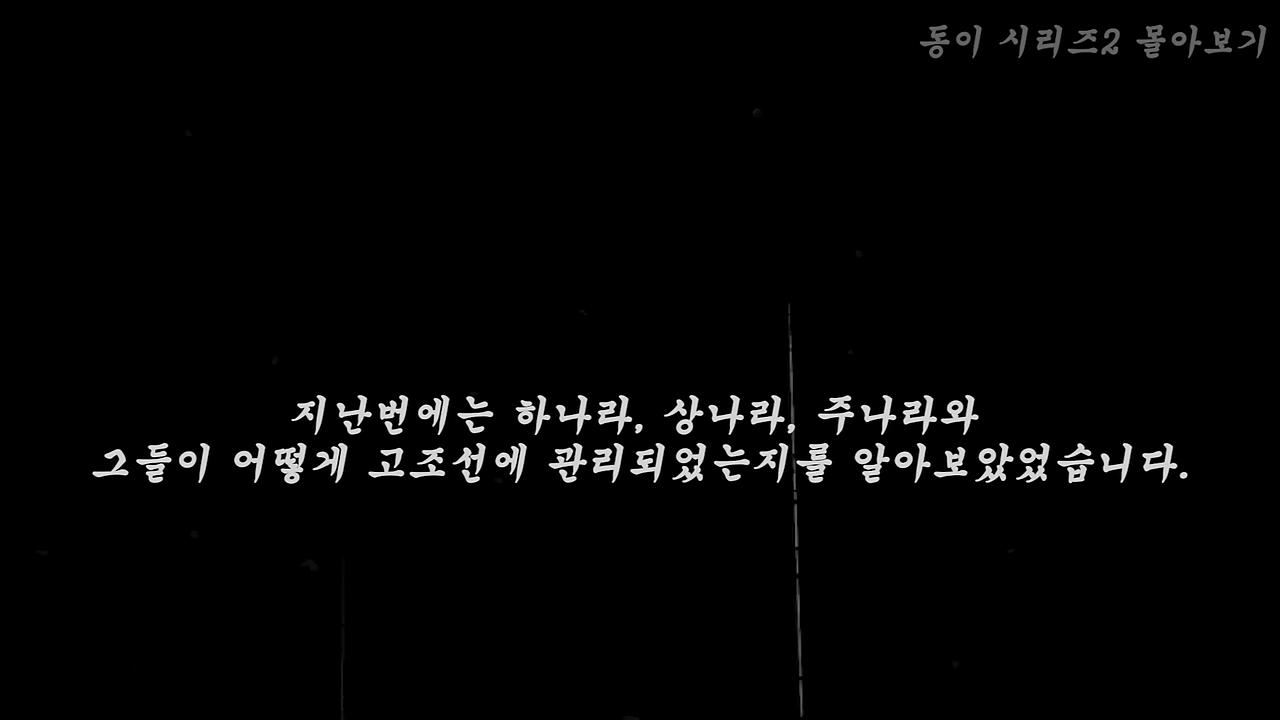 동이 시리즈2 몰아보기
지난번에는 하나라, 상나라, 주나라와
그들이 어떻게 고조선에 관리되었는지를 알아보았었습니다.